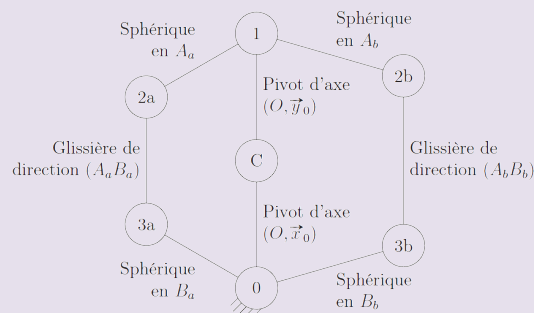 Sphérique
en A_a
1
Sphérique
en A_b
2a
2b
Pivot d'axe
(O, \vec{y}_0)
Glissière de
direction (A_aB_a)
C
Glissière de
direction (A_bB_b)
Pivot d'axe
(O, \vec{x}_0)
3a
3b
Sphérique
en B_a
0
Sphérique
en B_b